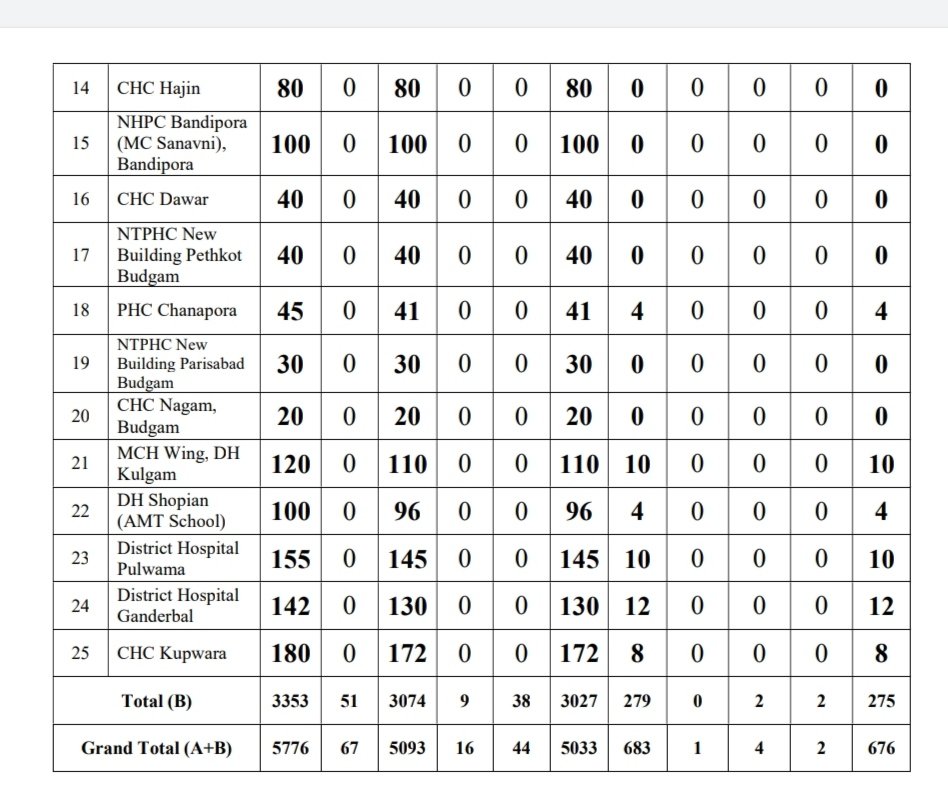 14 CHC Hajin 80 0 80 0 0 80 0 0 0 0 0
NHPC Bandipora
15 (MC Sanavni), 100 0 100 0 0 100 0 0 0 0 0
Bandipora
16 CHC Dawar 40 0 40 0 0 40 0 0 0 0 0
NTPHC New
17 Building Pethkot 40 0 40 0 0 40 0 0 0 0 0
Budgam
18 PHC Chanapora 45 0 41 0 0 41 4 0 0 0 4
NTPHC New
19 Building Parisabad 30 0 30 0 0 30 0 0 0 0 0
Budgam
20 CHC Nagam, 20 0 20 0 0 20 0 0 0 0 0
Budgam
21 MCH Wing, DH 120 0 110 0 0 110 10 0 0 0 10
Kulgam
22 DH Shopian 100 0 96 0 0 96 4 0 0 0 4
(AMT School)
23 District Hospital 155 0 145 0 0 145 10 0 0 0 10
Pulwama
24 District Hospital 142 0 130 0 0 130 12 0 0 0 12
Ganderbal
25 CHC Kupwara 180 0 172 0 0 172 8 0 0 0 8
Total (B) 3353 51 3074 9 38 3027 279 0 2 2 275
Grand Total (A+B) 5776 67 5093 16 44 5033 683 1 4 2 676